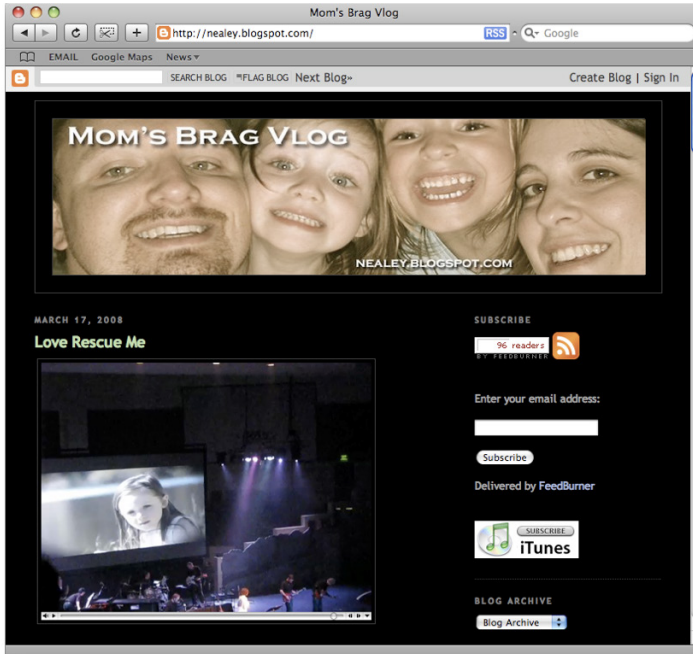 Mom's Brag Vlog
http://nealey.blogspot.com/
RSS
Google
EMAIL Google Maps News
SEARCH BLOG FLAG BLOG Next Blog»
Create Blog | Sign In
MOM'S BRAG VLOG
NEALEY.BLOGSPOT.COM
MARCH 17, 2008
Love Rescue Me
SUBSCRIBE
96 readers
BY FEEDBURNER
Enter your email address:
Subscribe
Delivered by FeedBurner
SUBSCRIBE
iTunes
BLOG ARCHIVE
Blog Archive